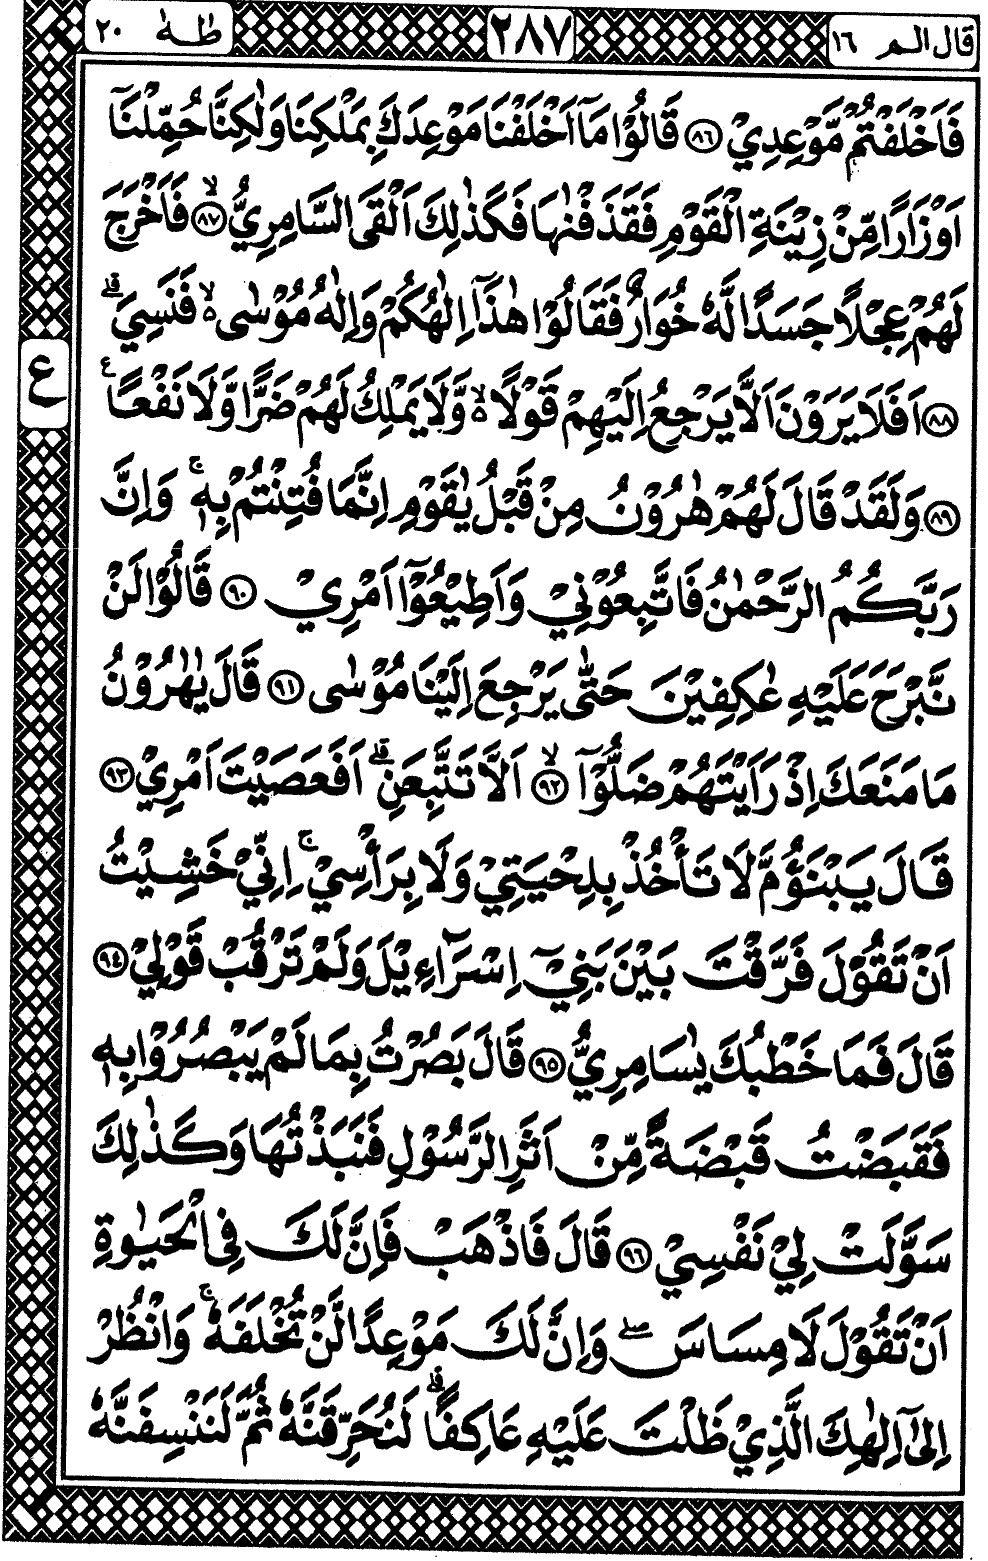 قال الم ١٦
٢٨٧
طٰهٰ ٢٠
فَاَخْلَفْتُمْ مَّوْعِدِيْ ۝٨٦ قَالُوْا مَآ اَخْلَفْنَا مَوْعِدَكَ بِمَلْكِنَا وَلٰكِنَّا حُمِّلْنَآ
اَوْزَارًا مِّنْ زِيْنَةِ الْقَوْمِ فَقَذَفْنٰهَا فَكَذٰلِكَ اَلْقَى السَّامِرِيُّ ۝٨٧ۙ فَاَخْرَجَ
لَهُمْ عِجْلًا جَسَدًا لَّهٗ خُوَارٌ فَقَالُوْا هٰذَآ اِلٰهُكُمْ وَاِلٰهُ مُوْسٰى ەۙ فَنَسِيَ ۗ
۝٨٨ اَفَلَا يَرَوْنَ اَلَّا يَرْجِعُ اِلَيْهِمْ قَوْلًا ەۙ وَّلَا يَمْلِكُ لَهُمْ ضَرًّا وَّلَا نَفْعًا ࣖ
۝٨٩ وَلَقَدْ قَالَ لَهُمْ هٰرُوْنُ مِنْ قَبْلُ يٰقَوْمِ اِنَّمَا فُتِنْتُمْ بِهٖۚ وَاِنَّ
رَبَّكُمُ الرَّحْمٰنُ فَاتَّبِعُوْنِيْ وَاَطِيْعُوْٓا اَمْرِيْ ۝٩٠ قَالُوْا لَنْ
نَّبْرَحَ عَلَيْهِ عٰكِفِيْنَ حَتّٰى يَرْجِعَ اِلَيْنَا مُوْسٰى ۝٩١ قَالَ يٰهٰرُوْنُ
مَا مَنَعَكَ اِذْ رَاَيْتَهُمْ ضَلُّوْٓا ۝٩٢ۙ اَلَّا تَتَّبِعَنِۗ اَفَعَصَيْتَ اَمْرِيْ ۝٩٣
قَالَ يَبْنَؤُمَّ لَا تَأْخُذْ بِلِحْيَتِيْ وَلَا بِرَأْسِيْۚ اِنِّيْ خَشِيْتُ
اَنْ تَقُوْلَ فَرَّقْتَ بَيْنَ بَنِيْٓ اِسْرَآءِيْلَ وَلَمْ تَرْقُبْ قَوْلِيْ ۝٩٤
قَالَ فَمَا خَطْبُكَ يٰسَامِرِيُّ ۝٩٥ قَالَ بَصُرْتُ بِمَا لَمْ يَبْصُرُوْا بِهٖ
فَقَبَضْتُ قَبْضَةً مِّنْ اَثَرِ الرَّسُوْلِ فَنَبَذْتُهَا وَكَذٰلِكَ
سَوَّلَتْ لِيْ نَفْسِيْ ۝٩٦ قَالَ فَاذْهَبْ فَاِنَّ لَكَ فِى الْحَيٰوةِ
اَنْ تَقُوْلَ لَا مِسَاسَ ۖ وَاِنَّ لَكَ مَوْعِدًا لَّنْ تُخْلَفَهٗۚ وَانْظُرْ
اِلٰٓى اِلٰهِكَ الَّذِيْ ظَلْتَ عَلَيْهِ عَاكِفًا ۗ لَنُحَرِّقَنَّهٗ ثُمَّ لَنَنْسِفَنَّهٗ
ع